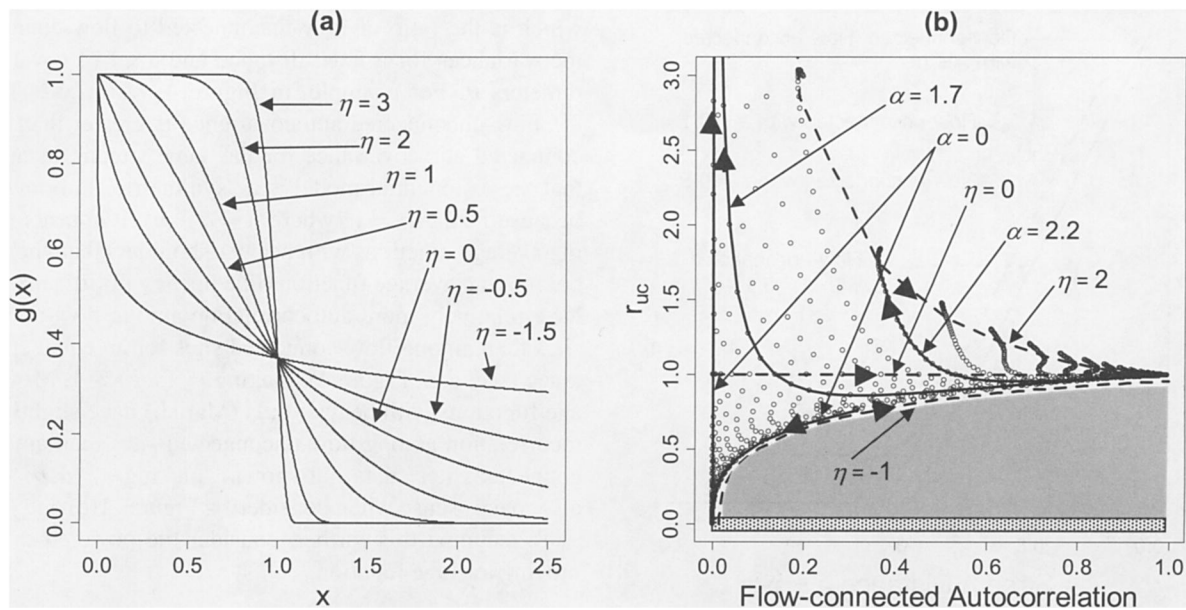 (a)
g(x)
0.0
0.2
0.4
0.6
0.8
1.0
η = 3
η = 2
η = 1
η = 0.5
η = 0
η = -0.5
η = -1.5
0.0
0.5
1.0
1.5
2.0
2.5
x
(b)
r_uc
0.0
0.5
1.0
1.5
2.0
2.5
3.0
α = 1.7
α = 0
η = 0
α = 2.2
η = 2
η = -1
0.0
0.2
0.4
0.6
0.8
1.0
Flow-connected Autocorrelation